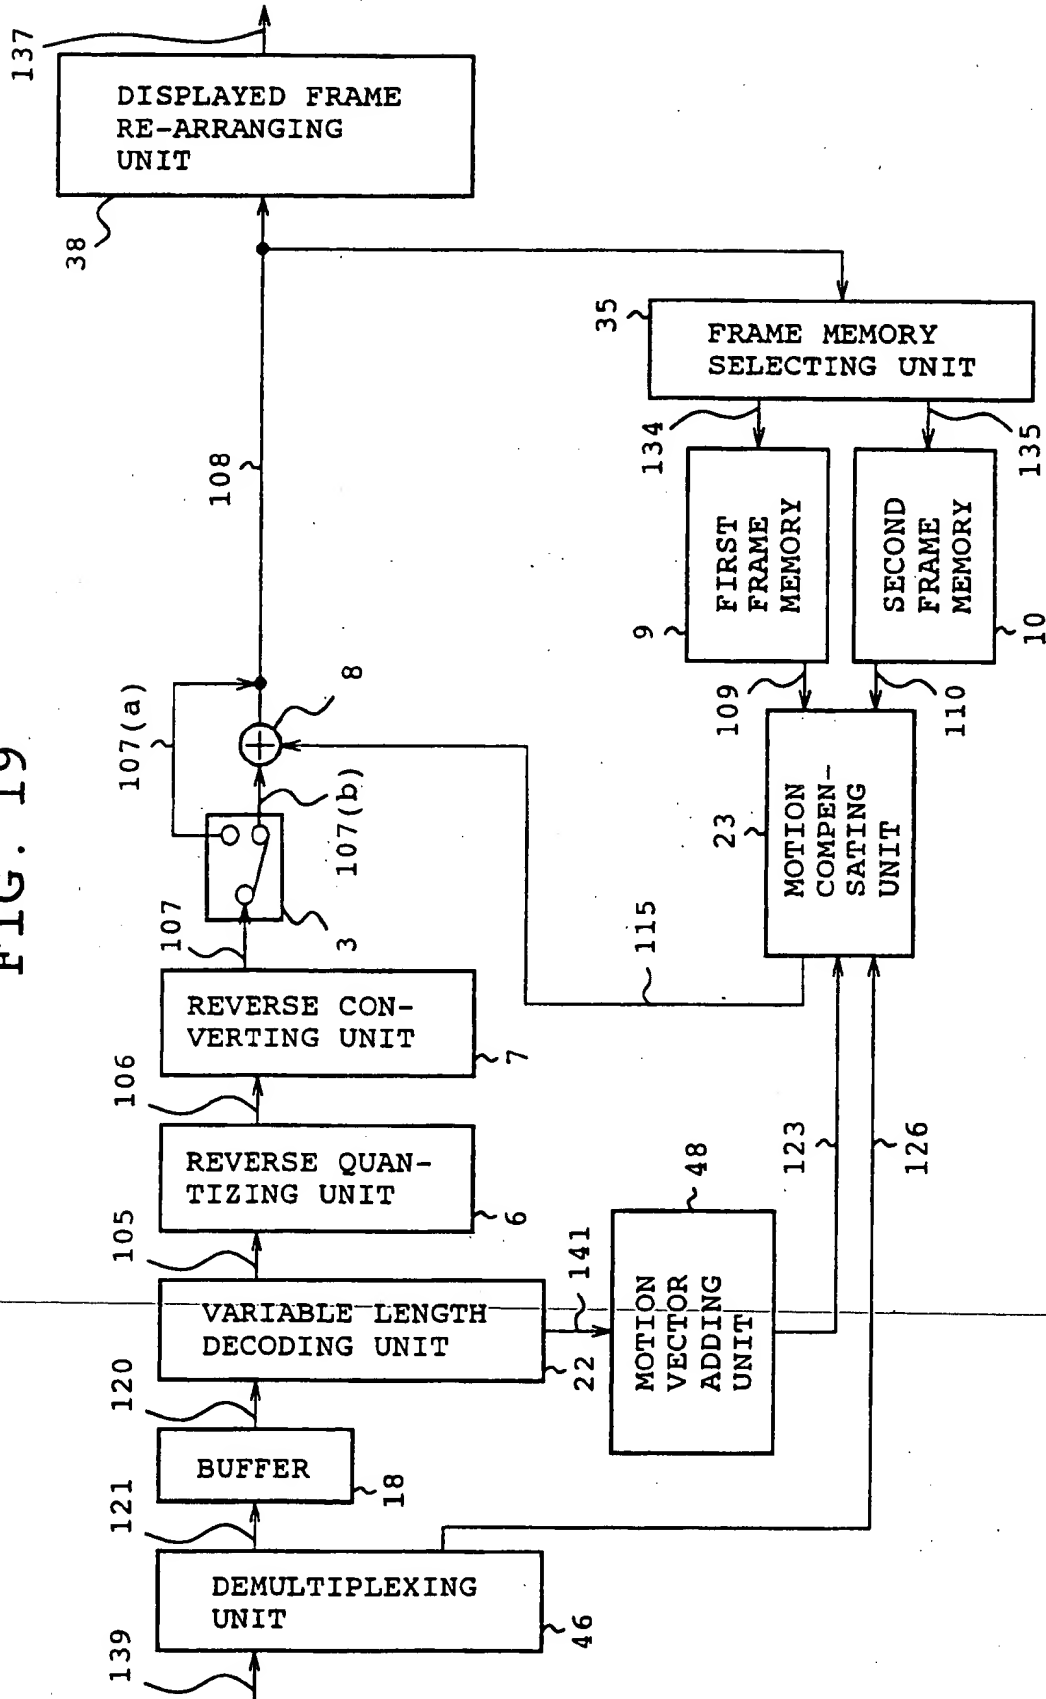 FIG. 19
137
DISPLAYED FRAME
RE-ARRANGING
UNIT
38
35
FRAME MEMORY
SELECTING UNIT
134
135
108
FIRST
FRAME
MEMORY
SECOND
FRAME
MEMORY
9
10
109
110
107(a)
8
107(b)
3
107
23
MOTION
COMPEN-
SATING
UNIT
115
REVERSE CON-
VERTING UNIT
7
106
REVERSE QUAN-
TIZING UNIT
6
105
123
126
48
MOTION
VECTOR
ADDING
UNIT
141
VARIABLE LENGTH
DECODING UNIT
22
120
BUFFER
18
121
DEMULTIPLEXING
UNIT
46
139